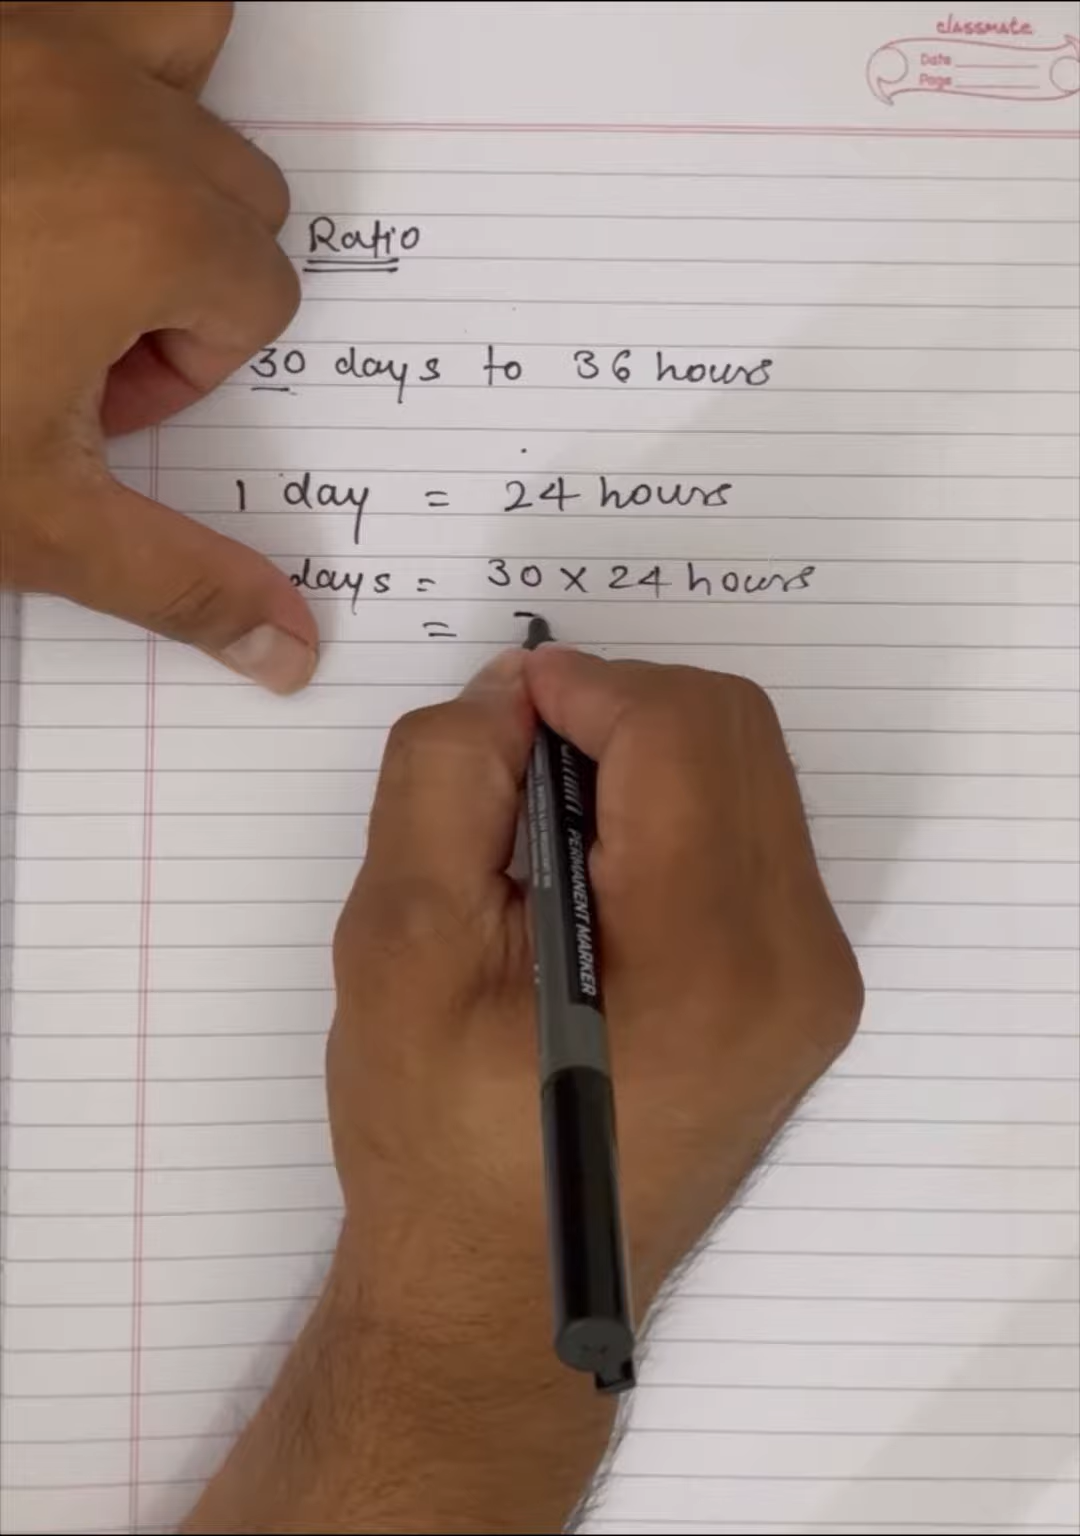 classmate
Date
Page
Ratio
30 days to 36 hours
1 day = 24 hours
days = 30 x 24 hours
=
PERMANENT MARKER